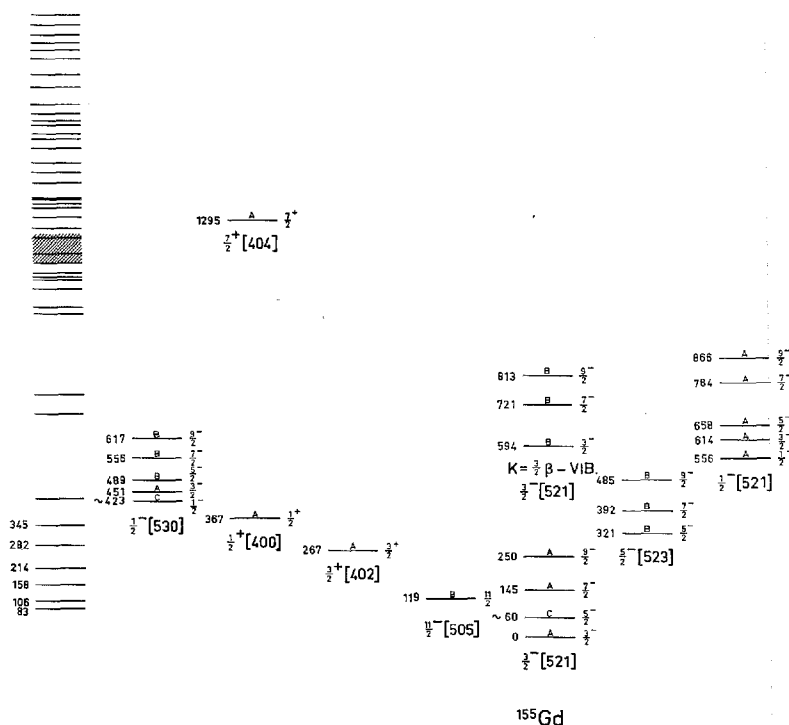 1295 A 7/2+
7/2+[404]
866 A 9/2-
813 B 9/2-
784 A 7/2-
721 B 7/2-
658 A 5/2-
617 B 9/2-
614 A 3/2-
594 B 3/2-
556 B 7/2-
556 A 1/2-
K = 3/2 β – VIB.
3/2-[521]
1/2-[521]
489 B 5/2-
485 B 9/2-
451 A 3/2-
~423 C 1/2-
1/2-[530]
392 B 7/2-
367 A 1/2+
1/2+[400]
345
321 B 5/2-
5/2-[523]
282
267 A 3/2+
3/2+[402]
250 A 9/2-
214
158
145 A 7/2-
119 B 11/2
11/2-[505]
106
83
~60 C 5/2-
0 A 3/2-
3/2-[521]
155Gd